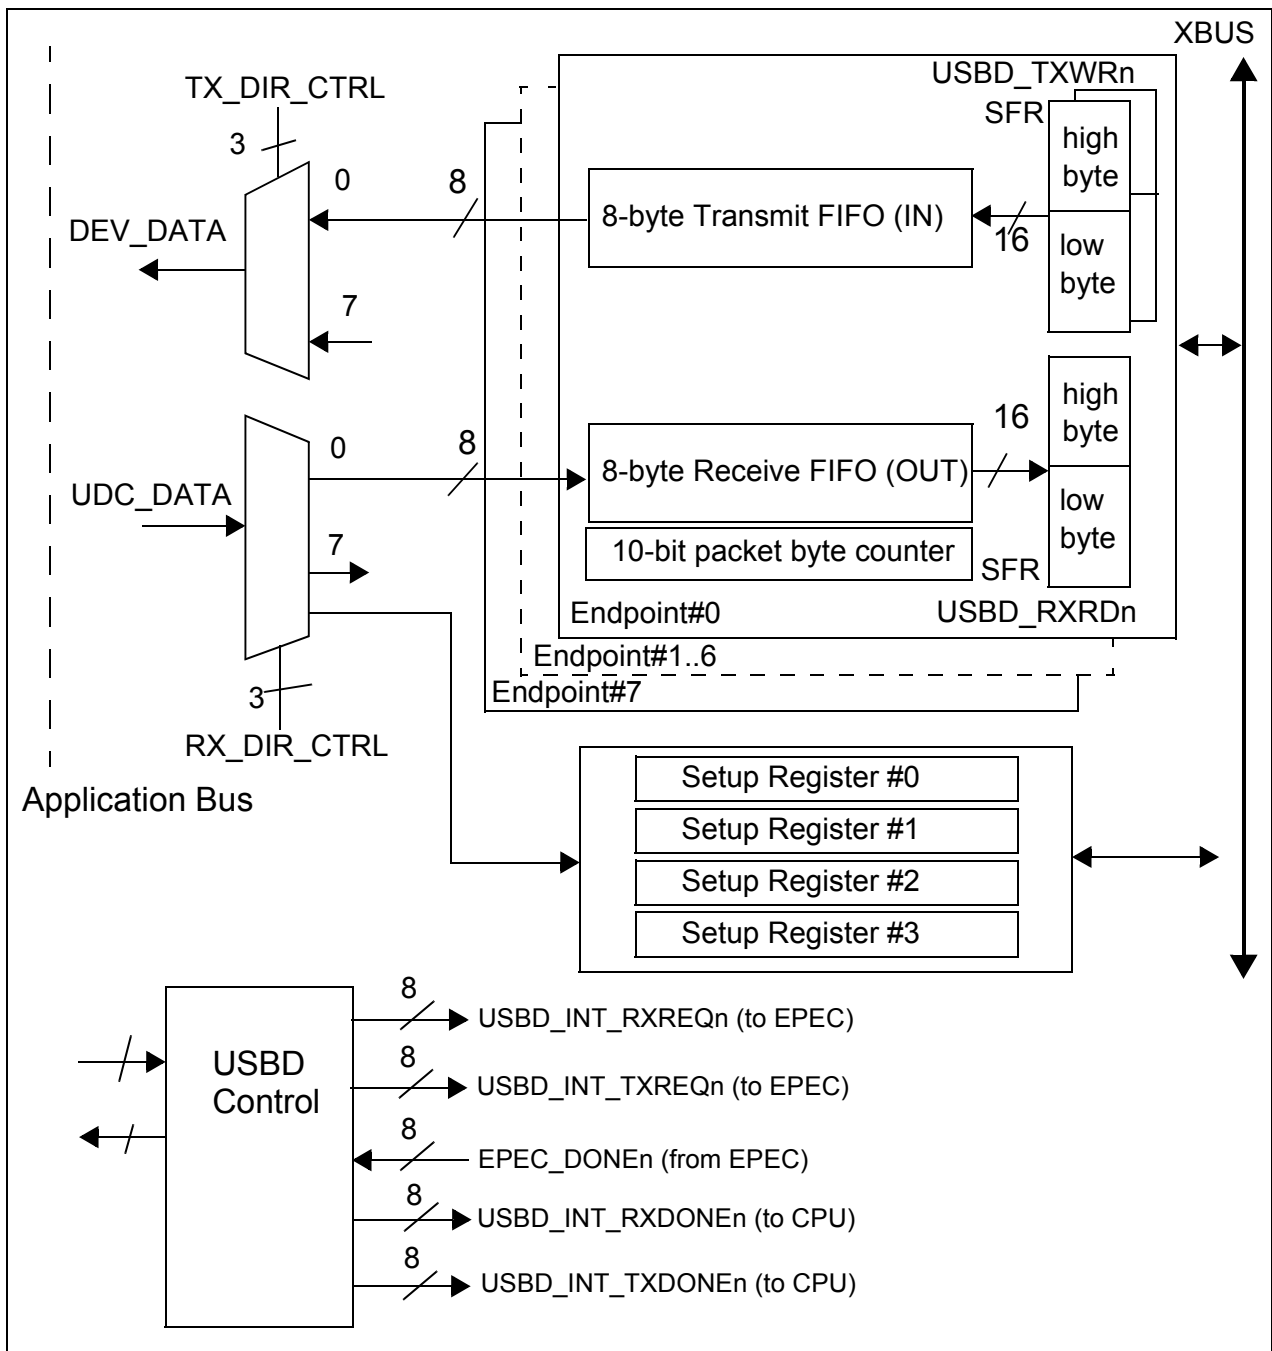 XBUS
TX_DIR_CTRL
USBD_TXWRn
SFR
3
high
byte
0
8
8-byte Transmit FIFO (IN)
16
DEV_DATA
low
byte
7
high
byte
16
0
8
8-byte Receive FIFO (OUT)
UDC_DATA
low
byte
7
10-bit packet byte counter
SFR
Endpoint#0
USBD_RXRDn
Endpoint#1..6
3
Endpoint#7
RX_DIR_CTRL
Application Bus
Setup Register #0
Setup Register #1
Setup Register #2
Setup Register #3
8
USBD_INT_RXREQn (to EPEC)
USBD
Control
8
USBD_INT_TXREQn (to EPEC)
8
EPEC_DONEn (from EPEC)
8
USBD_INT_RXDONEn (to CPU)
8
USBD_INT_TXDONEn (to CPU)